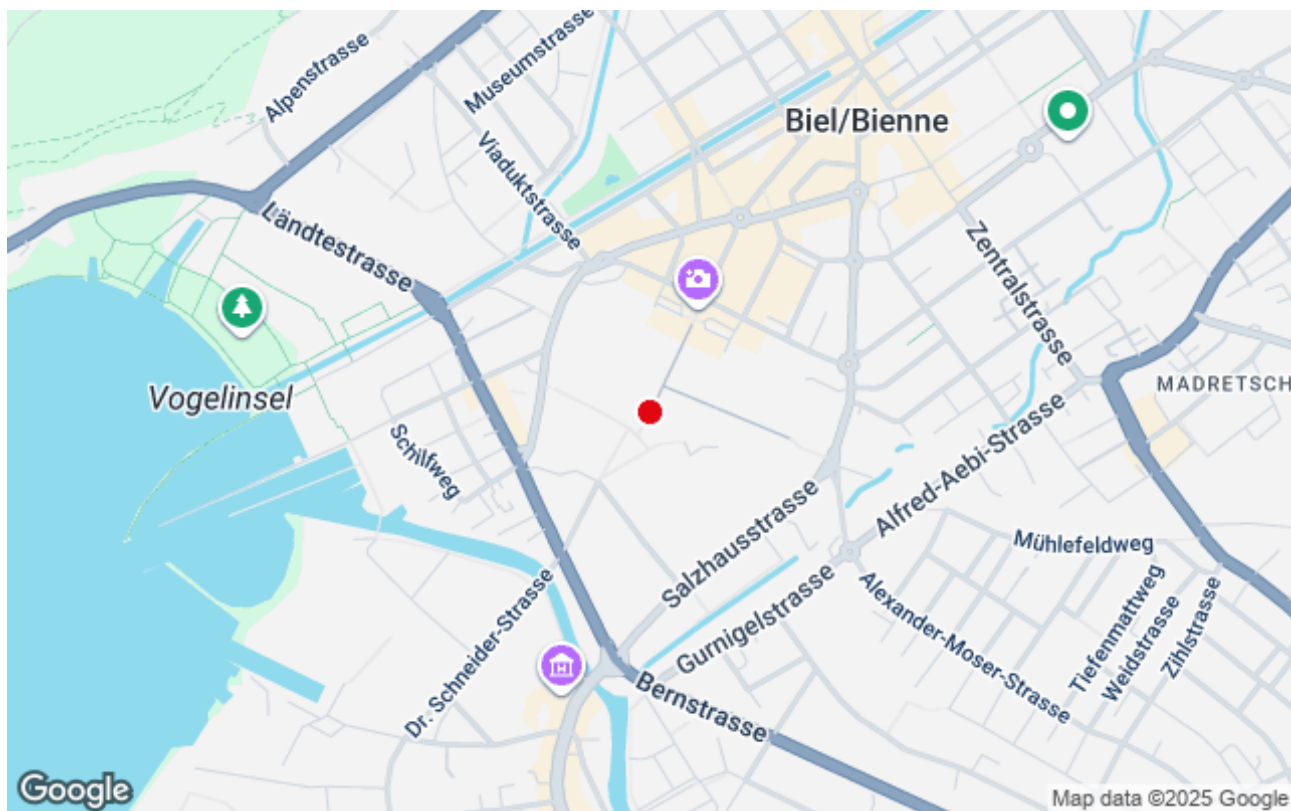 Alpenstrasse
Museumstrasse
Biel/Bienne
Viaduktstrasse
Ländtestrasse
Zentralstrasse
Vogelinsel
MADRETSCH
Schilfweg
Alfred-Aebi-Strasse
Salzhausstrasse
Mühlefeldweg
Gurnigelstrasse
Alexander-Moser-Strasse
Tiefenmattweg
Weidstrasse
Zihlstrasse
Dr. Schneider-Strasse
Bernstrasse
Google
Map data ©2025 Google